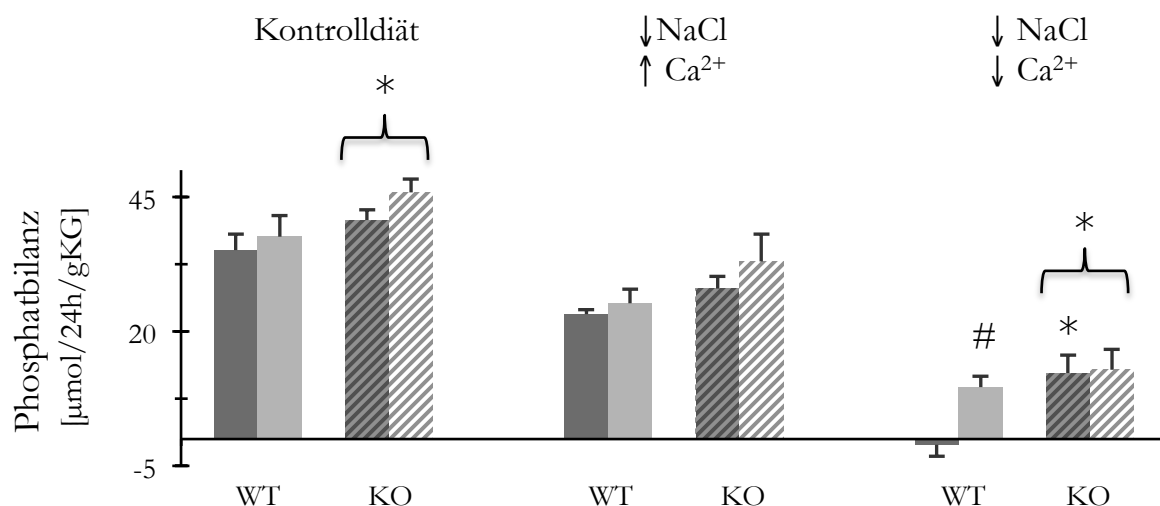 Kontrolldiät
↓NaCl
↑ Ca²⁺
↓ NaCl
↓ Ca²⁺
*
*
*
#
Phosphatbilanz
[µmol/24h/gKG]
45
20
-5
WT KO WT KO WT KO